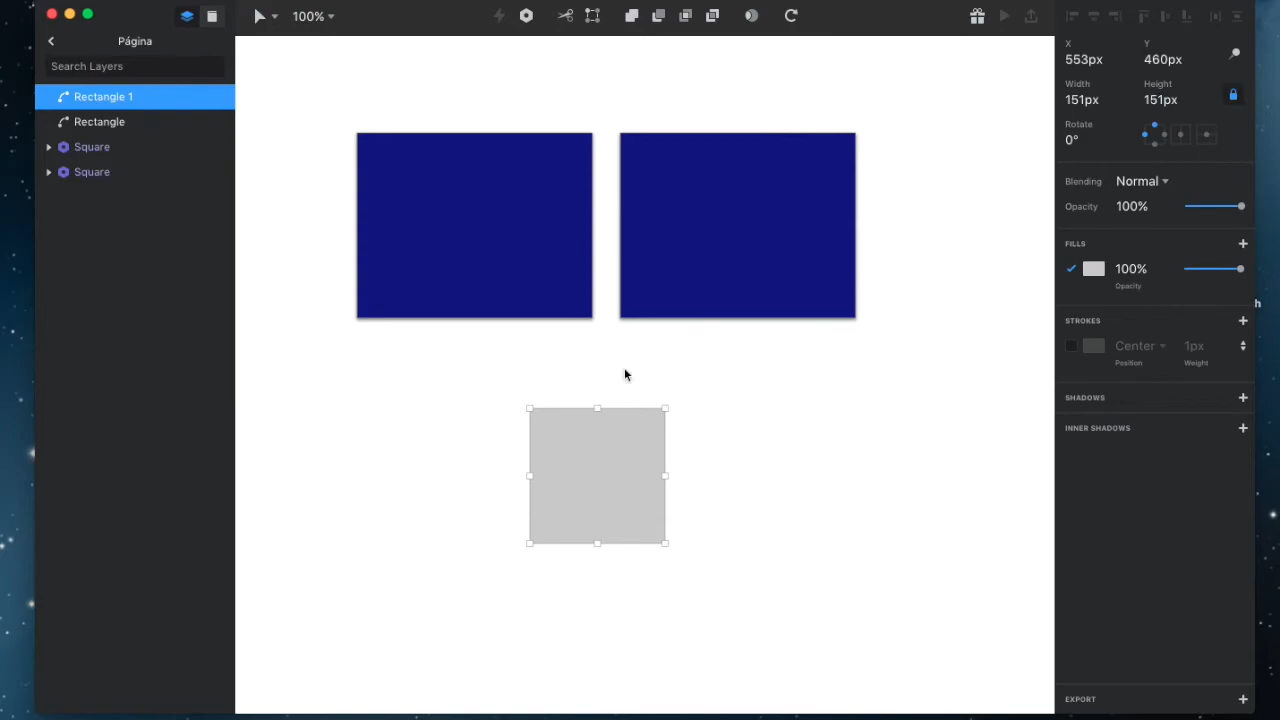 100%
Página
Search Layers
Rectangle 1
Rectangle
Square
Square
X
Y
553px
460px
Width
Height
151px
151px
Rotate
0°
Blending
Normal
Opacity
100%
FILLS
100%
Opacity
STROKES
Center
1px
Position
Weight
SHADOWS
INNER SHADOWS
EXPORT
h